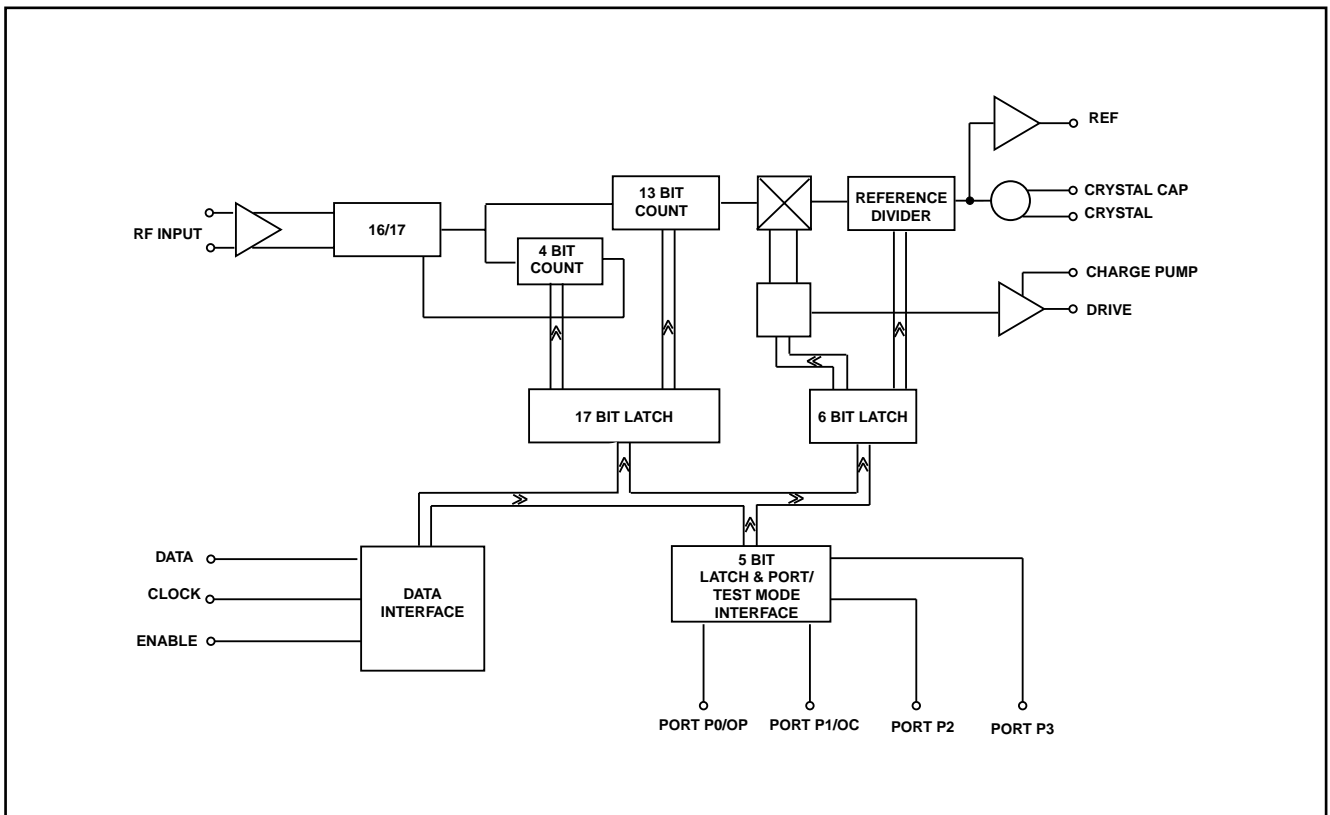 REF
13 BIT
COUNT
REFERENCE
DIVIDER
CRYSTAL CAP
CRYSTAL
RF INPUT
16/17
4 BIT
COUNT
CHARGE PUMP
DRIVE
17 BIT LATCH
6 BIT LATCH
DATA
CLOCK
ENABLE
DATA
INTERFACE
5 BIT
LATCH & PORT/
TEST MODE
INTERFACE
PORT P0/OP
PORT P1/OC
PORT P2
PORT P3